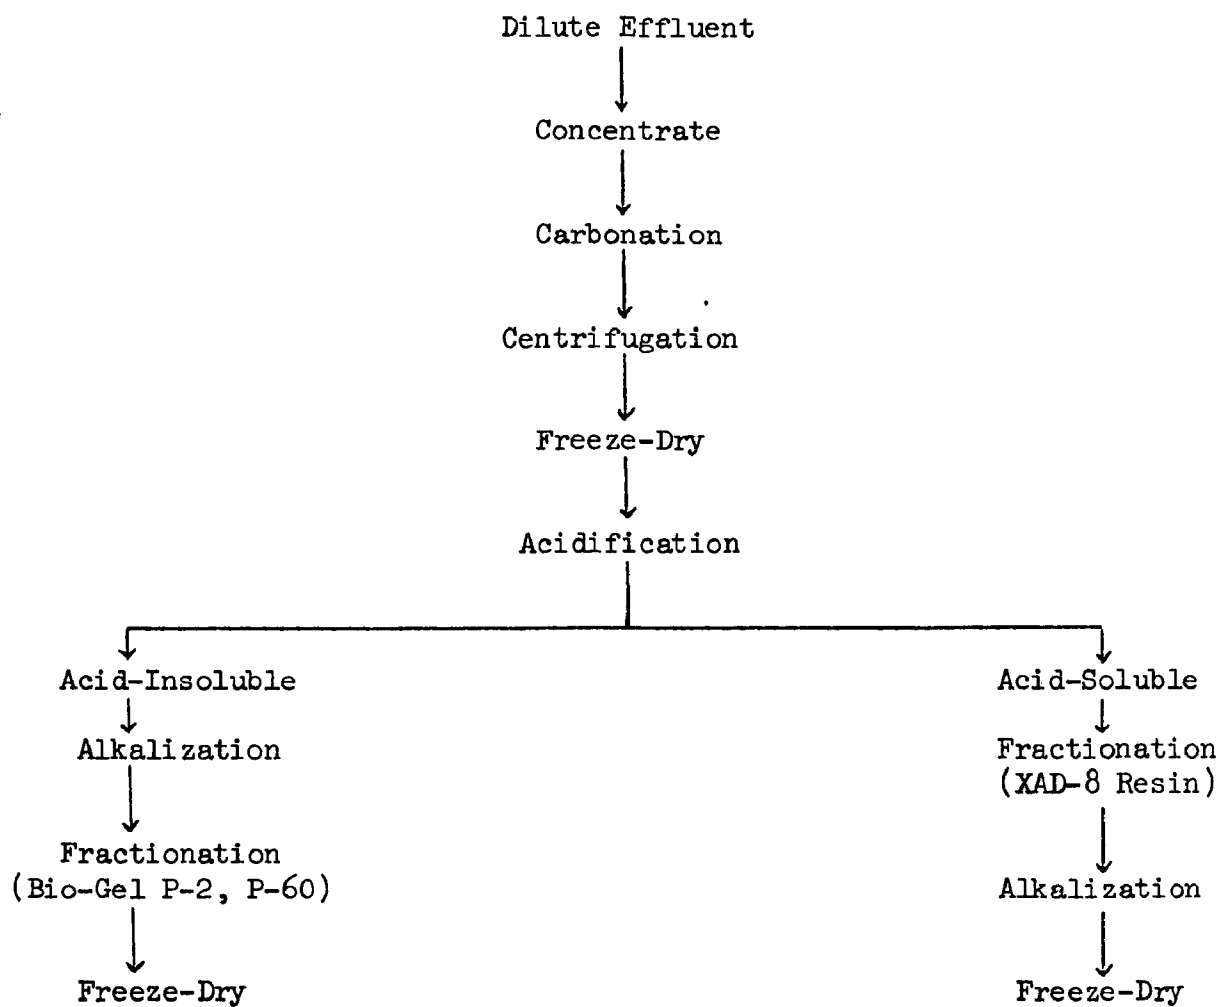 Dilute Effluent
Concentrate
Carbonation
Centrifugation
Freeze-Dry
Acidification
Acid-Insoluble
Alkalization
Fractionation
(Bio-Gel P-2, P-60)
Freeze-Dry
Acid-Soluble
Fractionation
(XAD-8 Resin)
Alkalization
Freeze-Dry